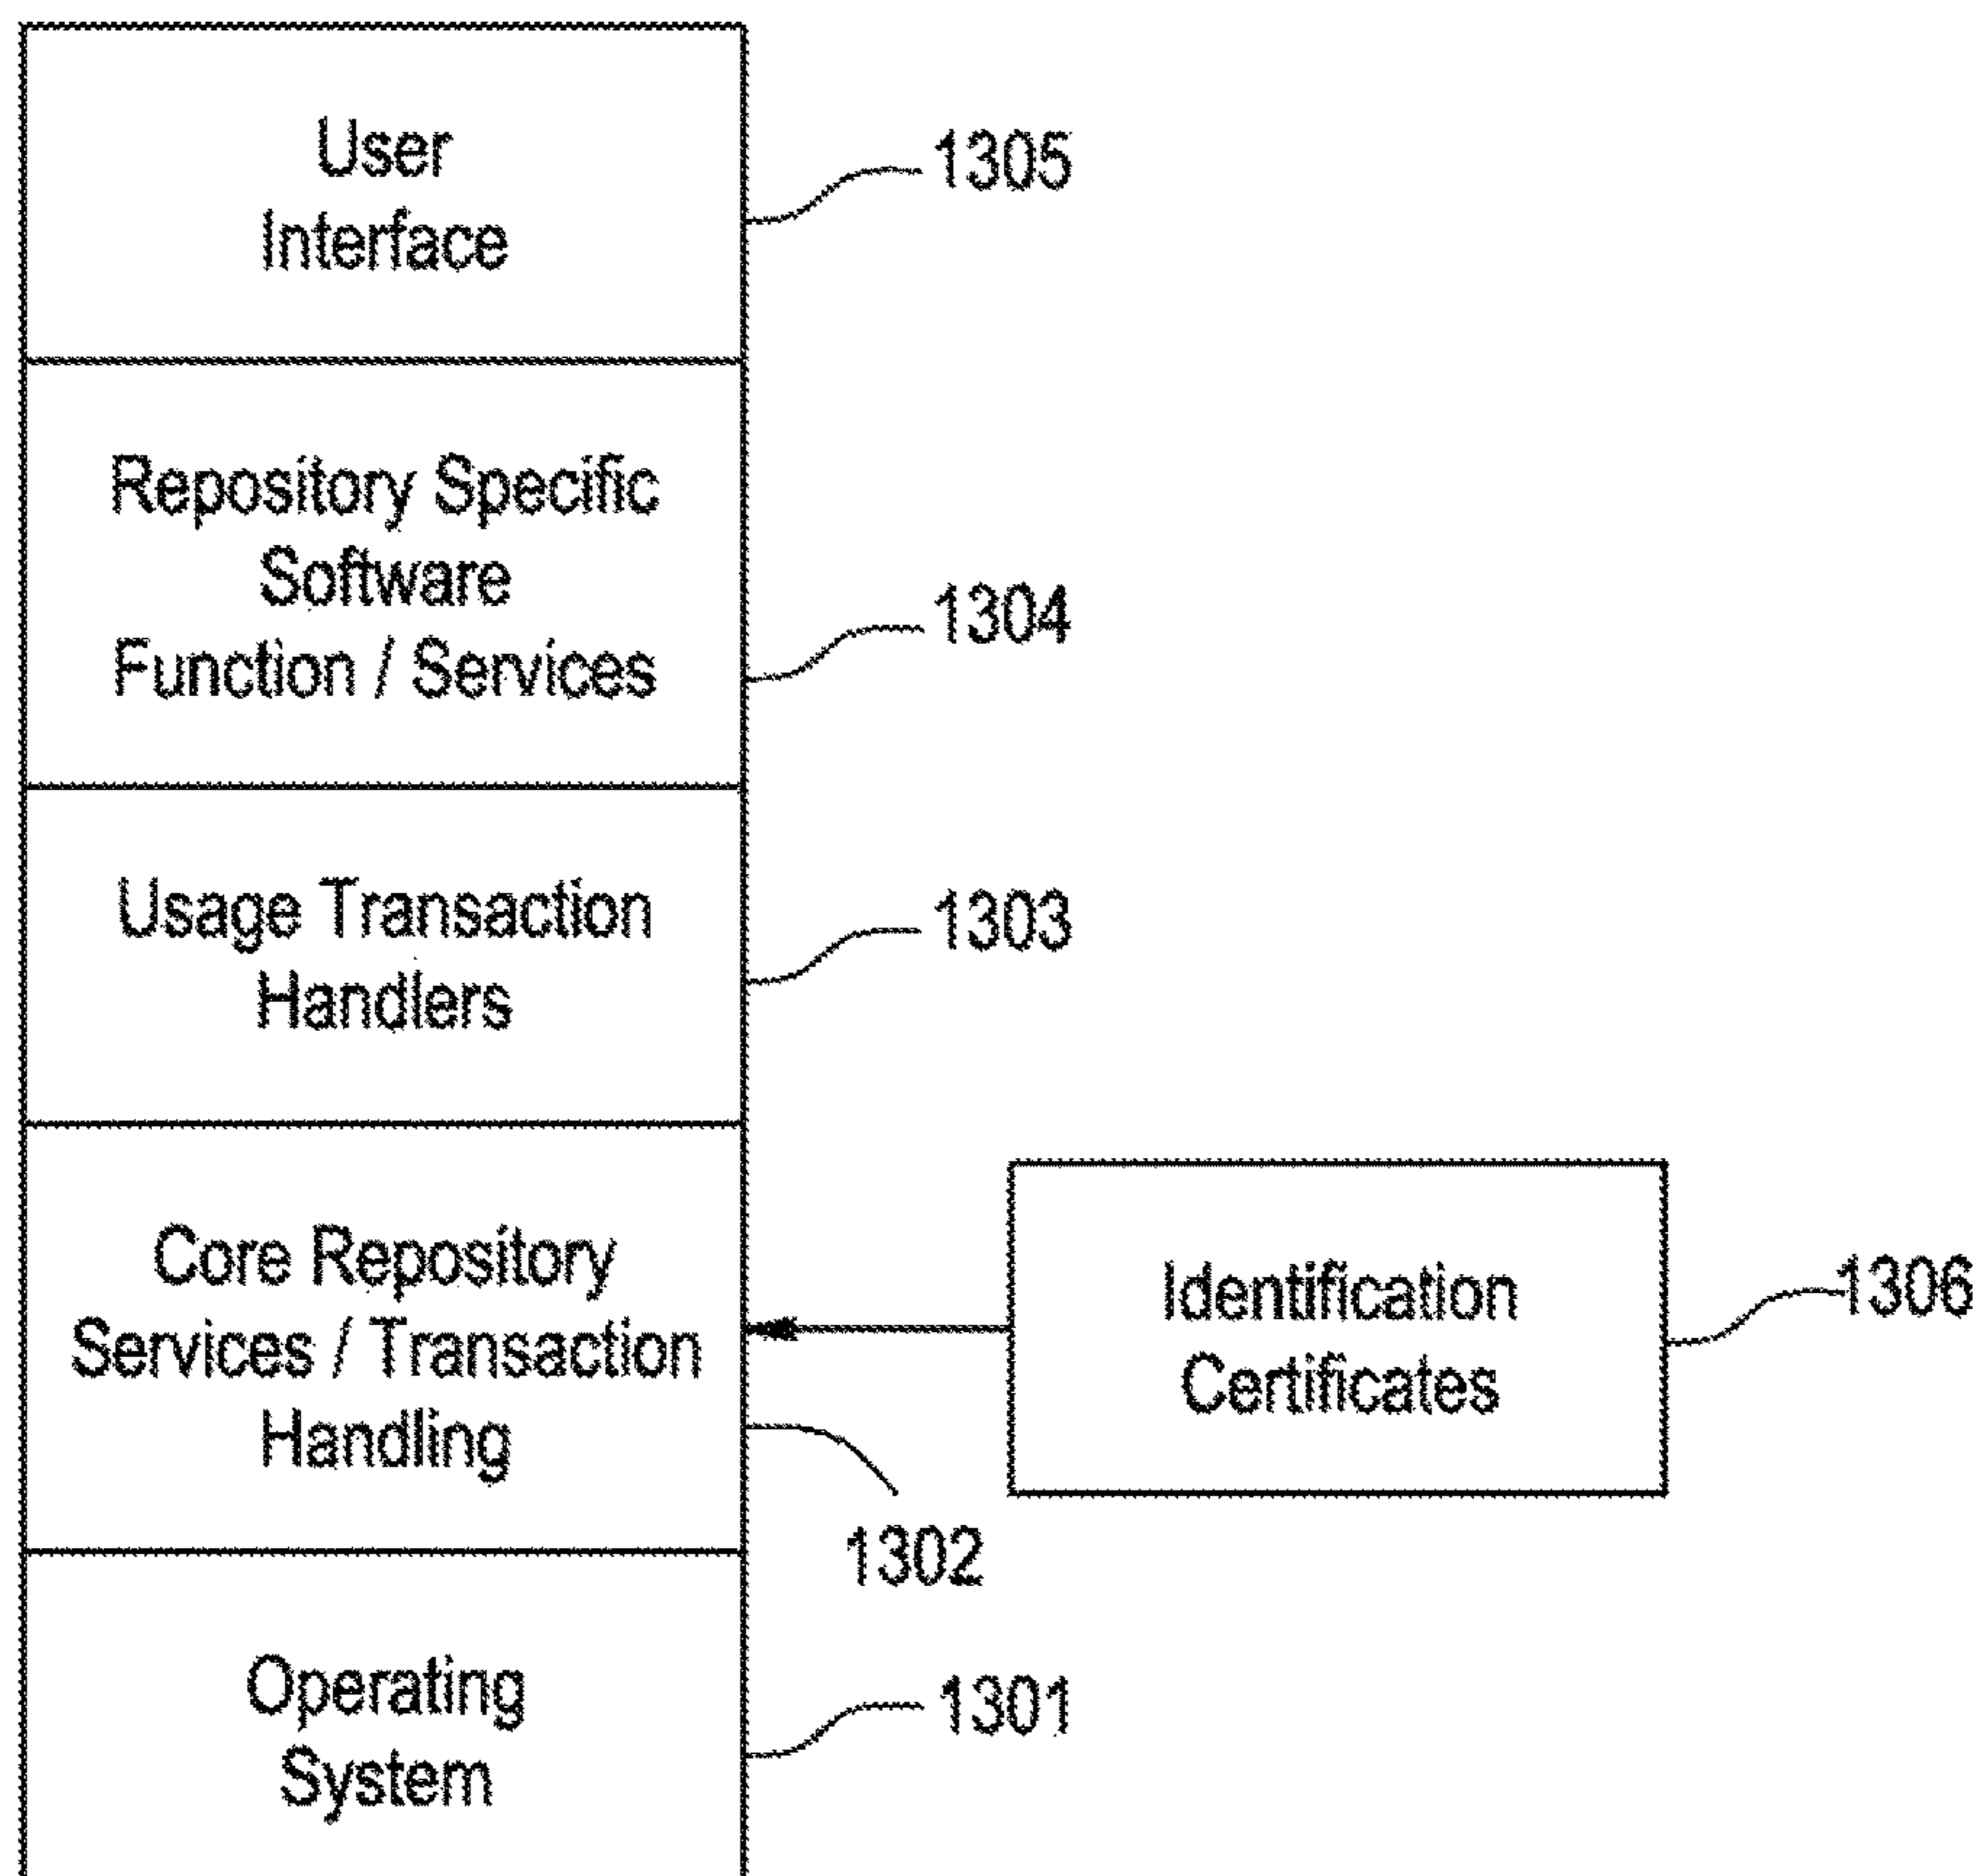 User
Interface
1305
Repository Specific
Software
Function / Services
1304
Usage Transaction
Handlers
1303
Core Repository
Services / Transaction
Handling
1302
Identification
Certificates
1306
Operating
System
1301